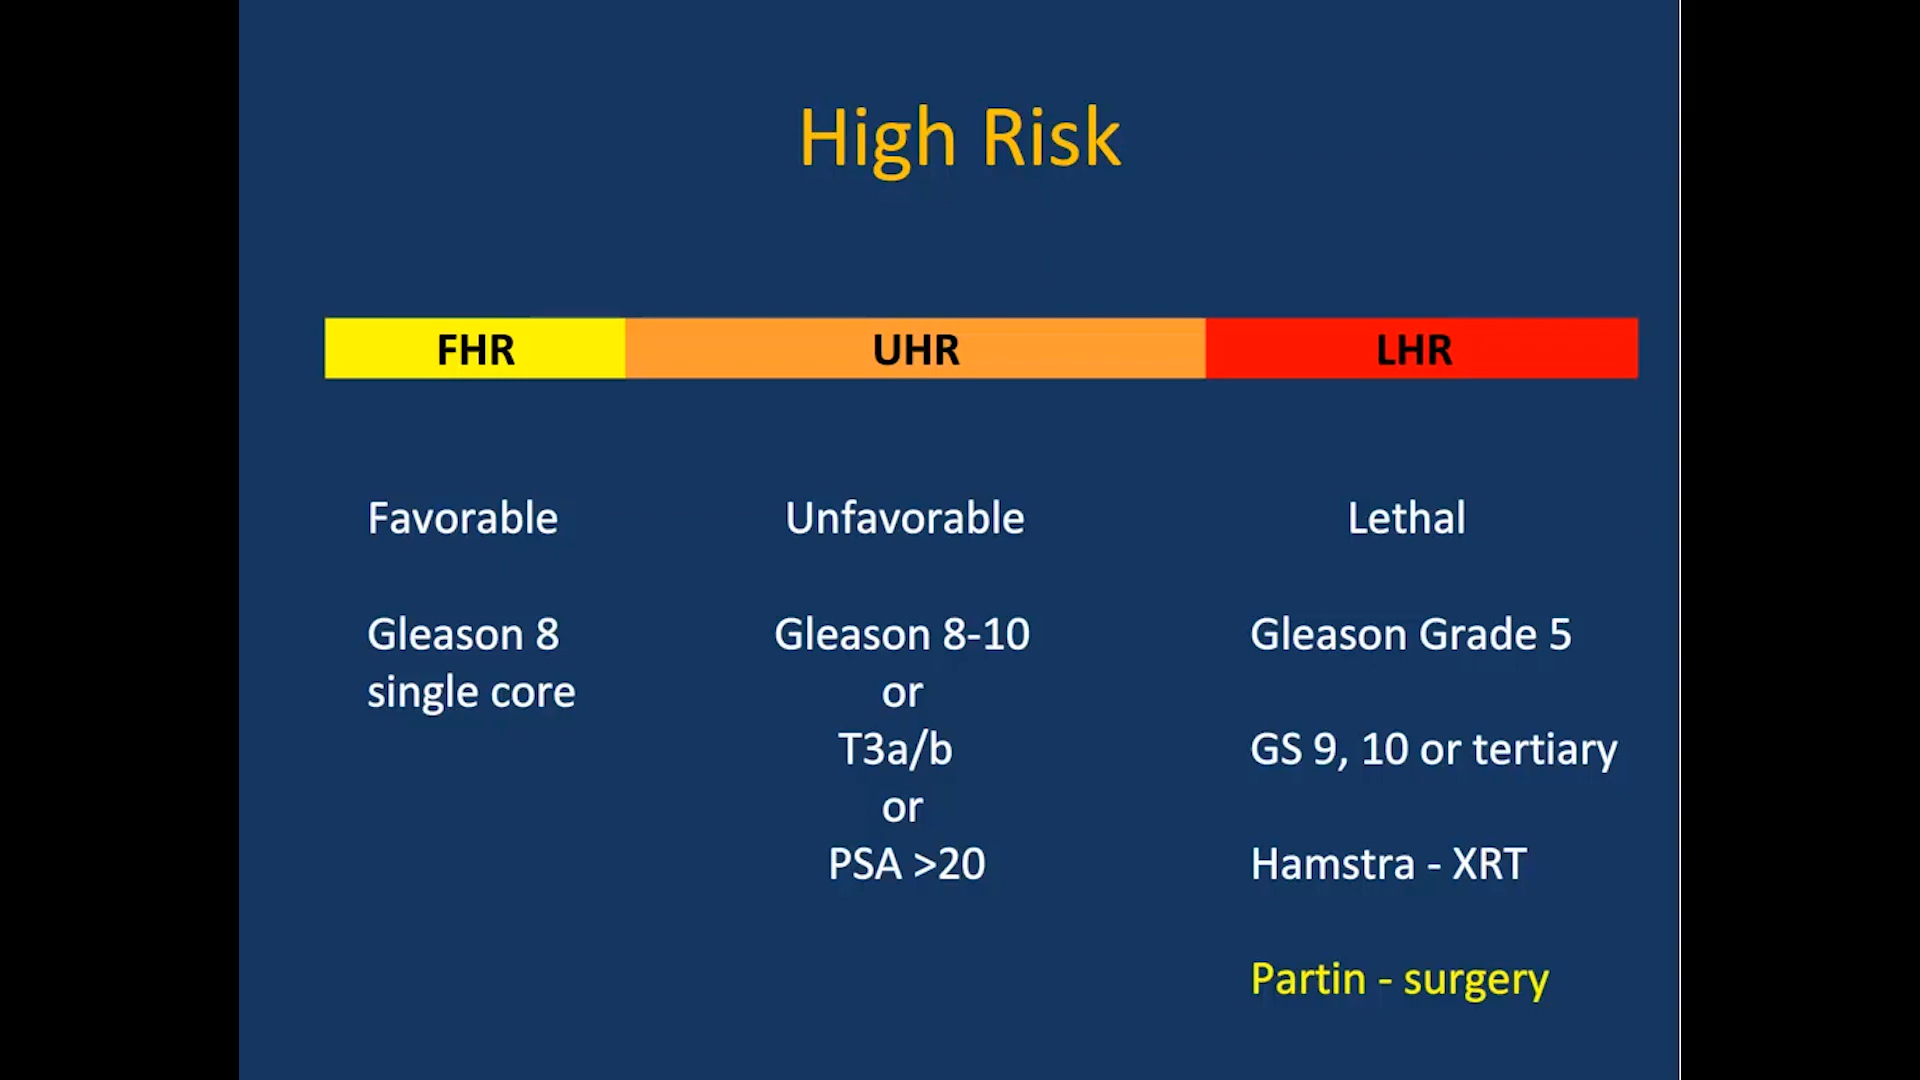 High Risk
FHR
UHR
LHR
Favorable
Gleason 8
single core
Unfavorable
Gleason 8-10
or
T3a/b
or
PSA >20
Lethal
Gleason Grade 5
GS 9, 10 or tertiary
Hamstra - XRT
Partin - surgery